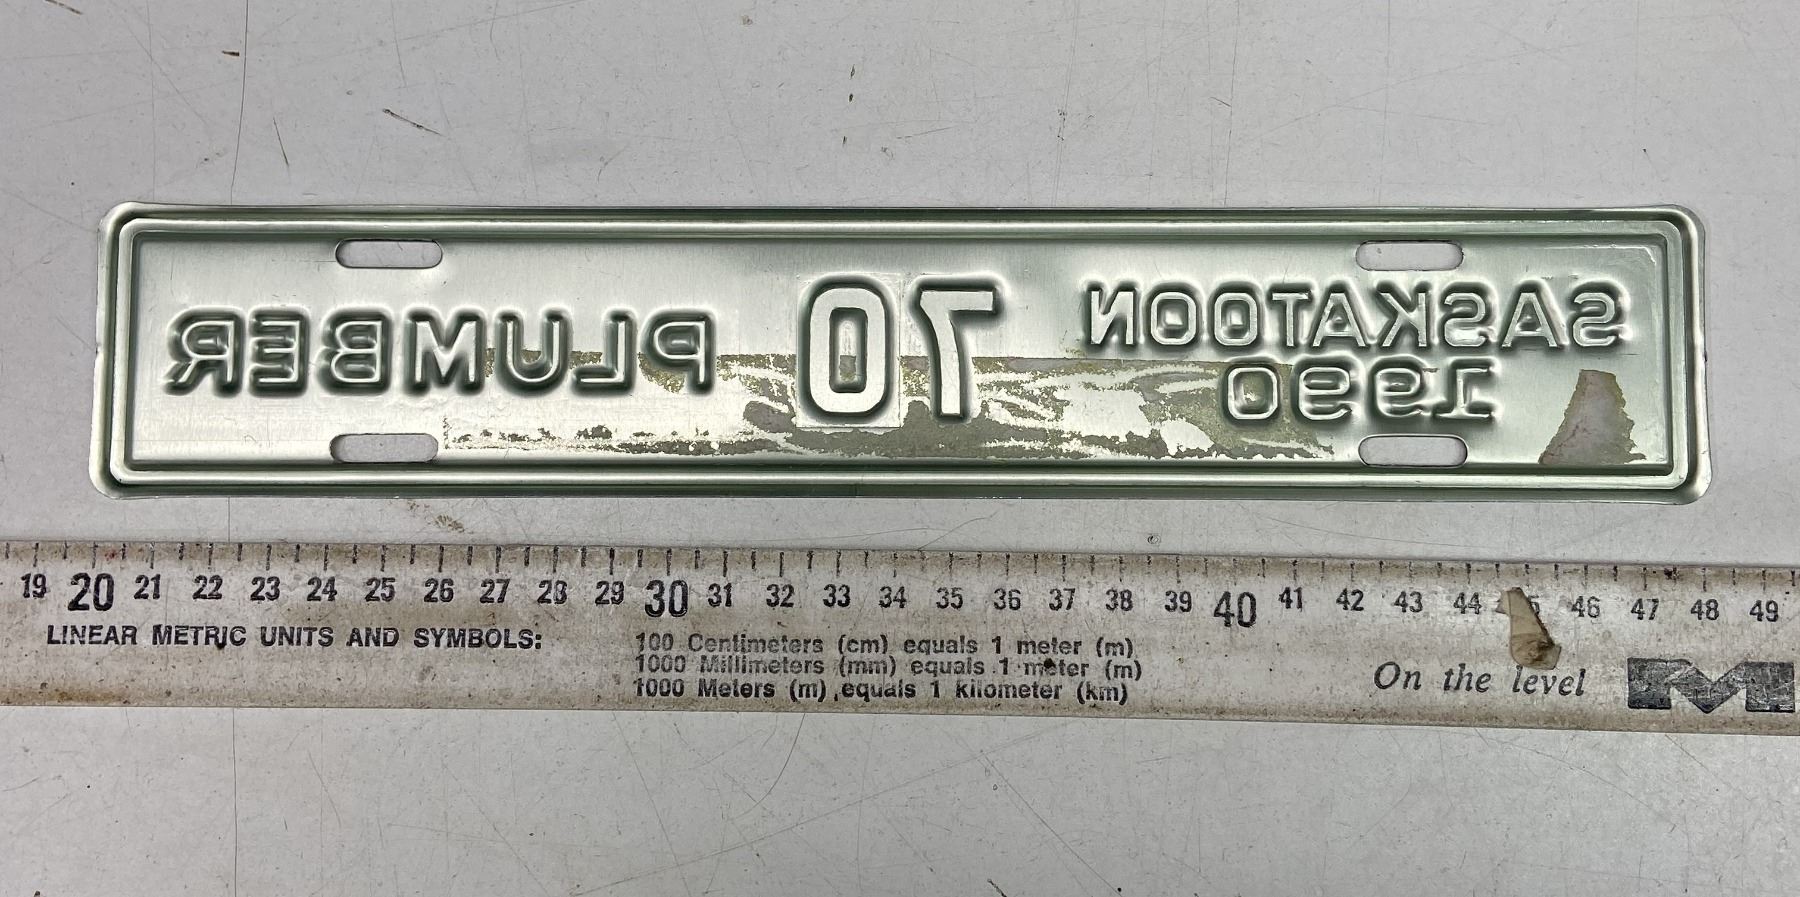 SASKATOON 70 PLUMBER
1990
19 20 21 22 23 24 25 26 27 28 29 30 31 32 33 34 35 36 37 38 39 40 41 42 43 44 45 46 47 48 49
LINEAR METRIC UNITS AND SYMBOLS:
100 Centimeters (cm) equals 1 meter (m)
1000 Millimeters (mm) equals 1 meter (m)
1000 Meters (m) equals 1 kilometer (km)
On the level